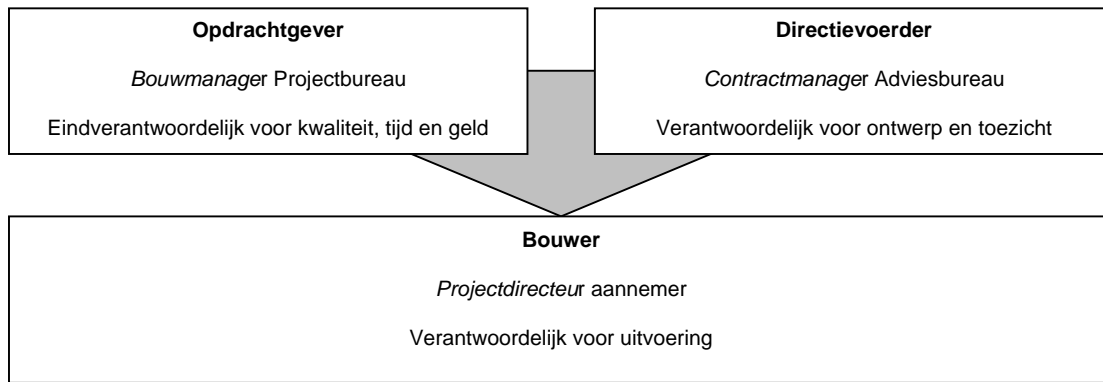 Opdrachtgever
Bouwmanager Projectbureau
Eindverantwoordelijk voor kwaliteit, tijd en geld
Directievoerder
Contractmanager Adviesbureau
Verantwoordelijk voor ontwerp en toezicht
Bouwer
Projectdirecteur aannemer
Verantwoordelijk voor uitvoering